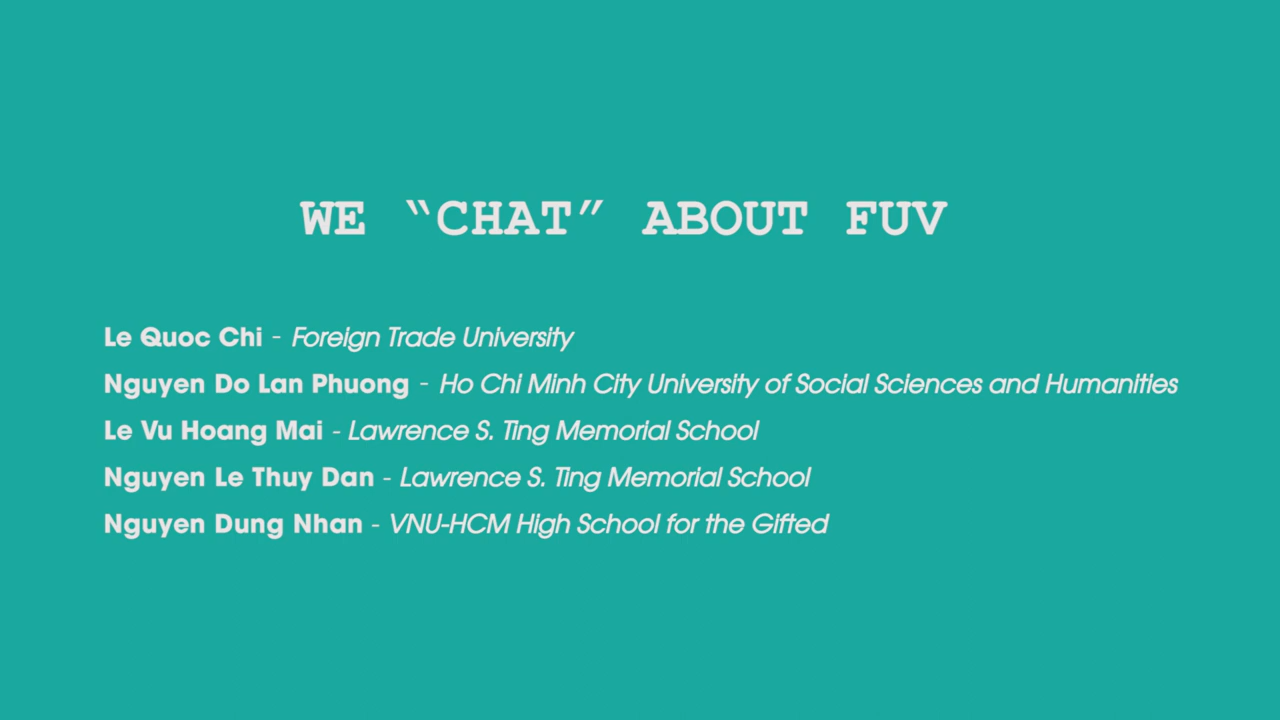 WE “CHAT” ABOUT FUV
Le Quoc Chi - Foreign Trade University
Nguyen Do Lan Phuong - Ho Chi Minh City University of Social Sciences and Humanities
Le Vu Hoang Mai - Lawrence S. Ting Memorial School
Nguyen Le Thuy Dan - Lawrence S. Ting Memorial School
Nguyen Dung Nhan - VNU-HCM High School for the Gifted